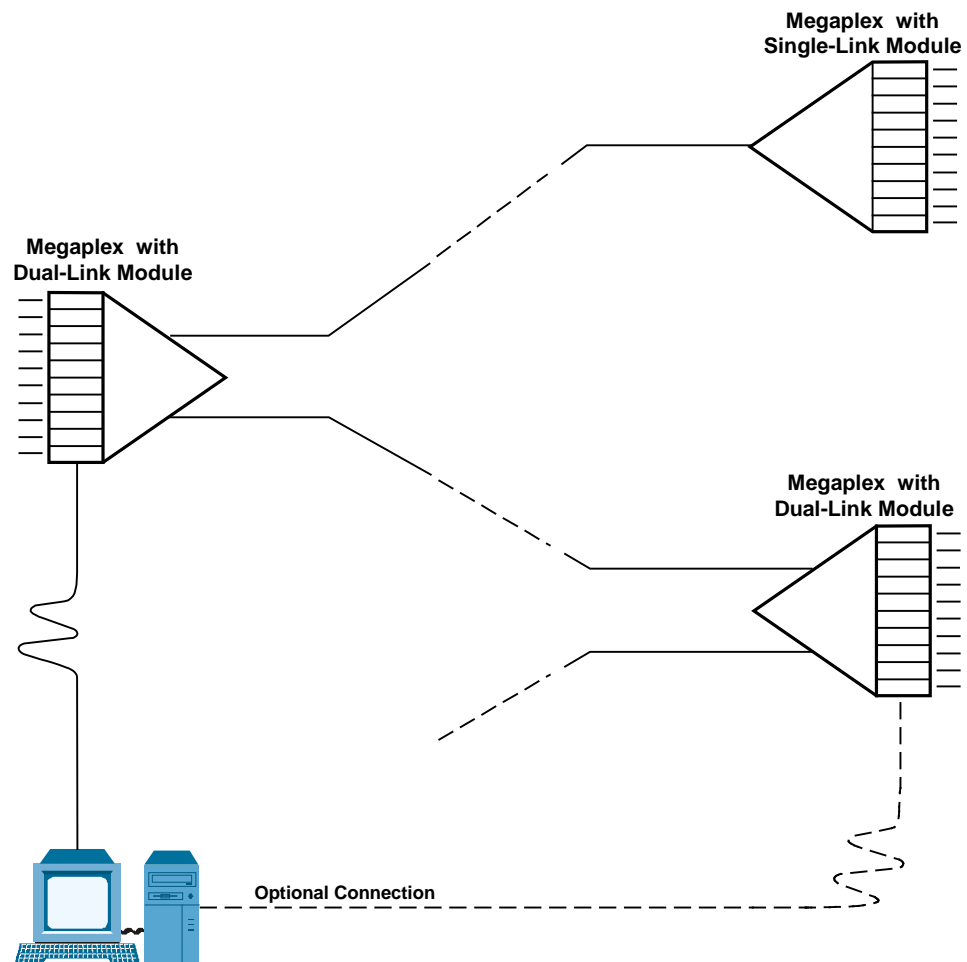 Megaplex with
Single-Link Module
Megaplex with
Dual-Link Module
Megaplex with
Dual-Link Module
Optional Connection